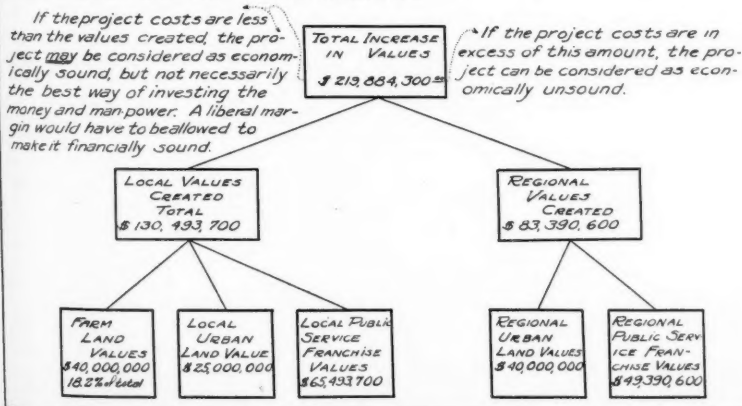 If the project costs are less
than the values created, the pro-
ject may be considered as econom-
ically sound, but not necessarily
the best way of investing the
money and man-power. A liberal mar-
gin would have to beallowed to
make it financially sound.
TOTAL INCREASE
IN VALUES
$ 219,884,300.00
If the project costs are in
excess of this amount, the pro-
ject can be considered as econ-
omically unsound.
LOCAL VALUES
CREATED
TOTAL
$ 130,493,700
REGIONAL
VALUES
CREATED
$ 83,390,600
FARM
LAND
VALUES
$40,000,000
18.2% of total
LOCAL
URBAN
LAND VALUE
$25,000,000
LOCAL PUBLIC
SERVICE
FRANCHISE
VALUES
$65,493,700
REGIONAL
URBAN
LAND VALUES
$40,000,000
REGIONAL
PUBLIC SERV-
ICE FRAN-
CHISE VALUES
$49,390,600